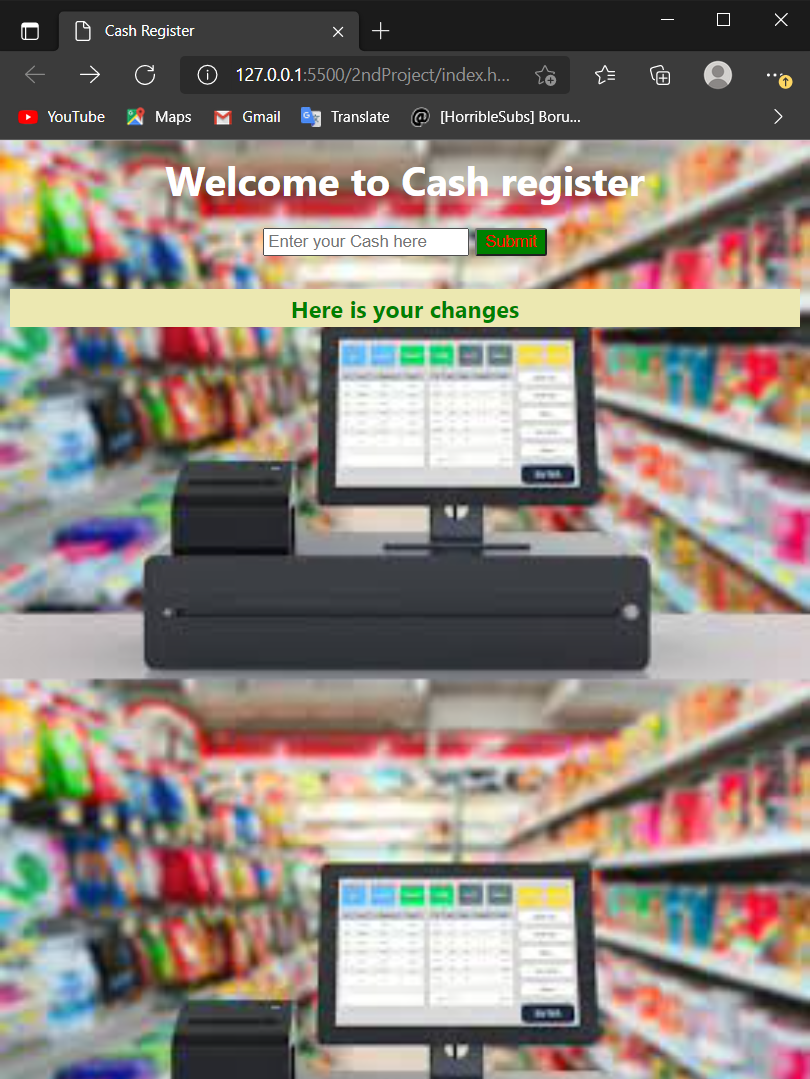 Cash Register
127.0.0.1:5500/2ndProject/index.h...
YouTube
Maps
Gmail
Translate
[HorribleSubs] Boru...
Welcome to Cash register
Enter your Cash here
Submit
Here is your changes